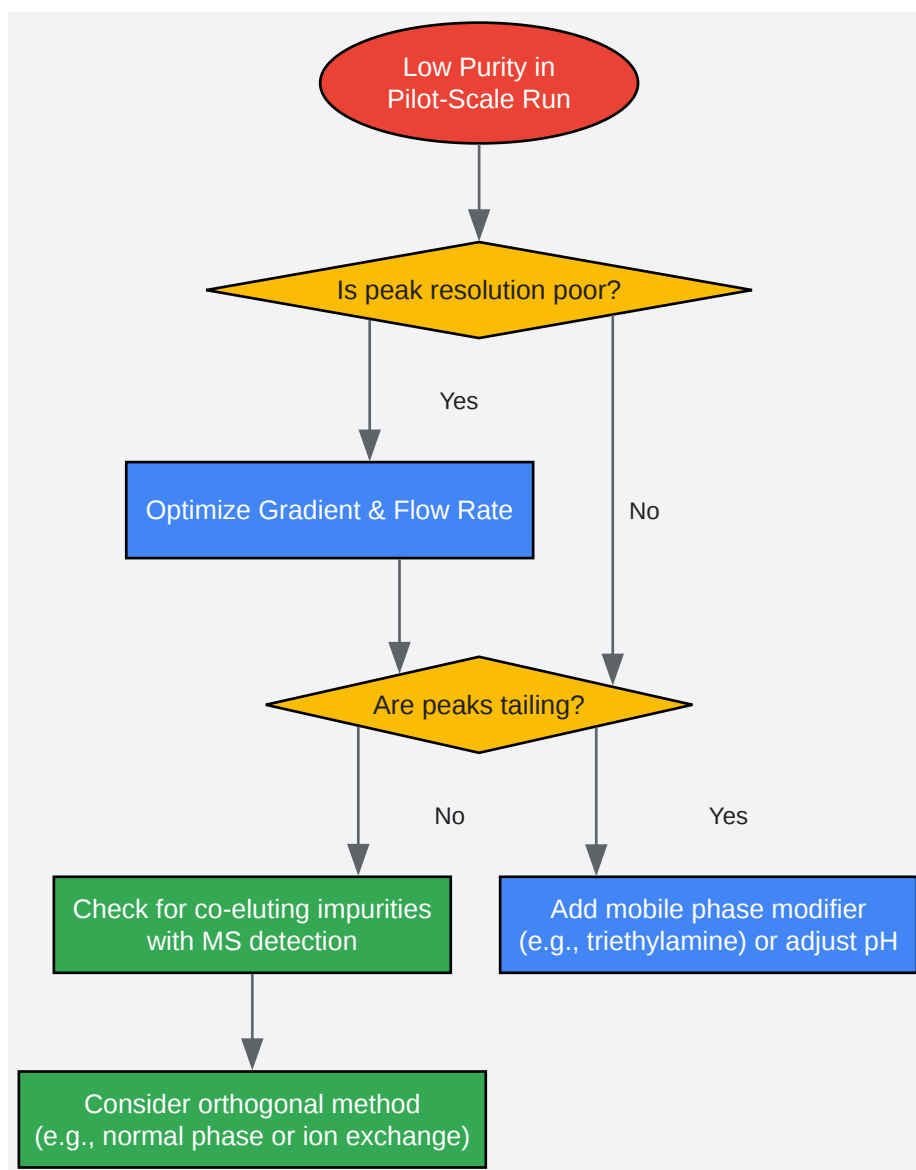 Low Purity in
Pilot-Scale Run
Is peak resolution poor?
Yes
Optimize Gradient & Flow Rate
No
Are peaks tailing?
No
Yes
Check for co-eluting impurities
with MS detection
Add mobile phase modifier
(e.g., triethylamine) or adjust pH
Consider orthogonal method
(e.g., normal phase or ion exchange)